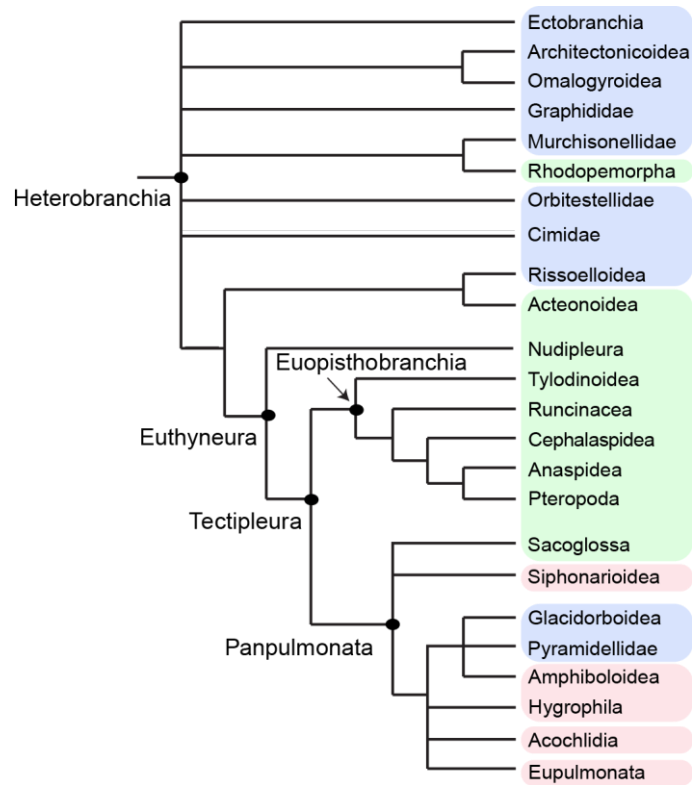 Ectobranchia
Architectonicoidea
Omalogyroidea
Graphididae
Murchisonellidae
Rhodopemorpha
Heterobranchia
Orbitestellidae
Cimidae
Rissoelloidea
Acteonoidea
Nudipleura
Euopisthobranchia
Tylodinoidea
Runcinacea
Euthyneura
Cephalaspidea
Anaspidea
Pteropoda
Tectipleura
Sacoglossa
Siphonarioidea
Glacidorboidea
Panpulmonata
Pyramidellidae
Amphiboloidea
Hygrophila
Acochlidia
Eupulmonata